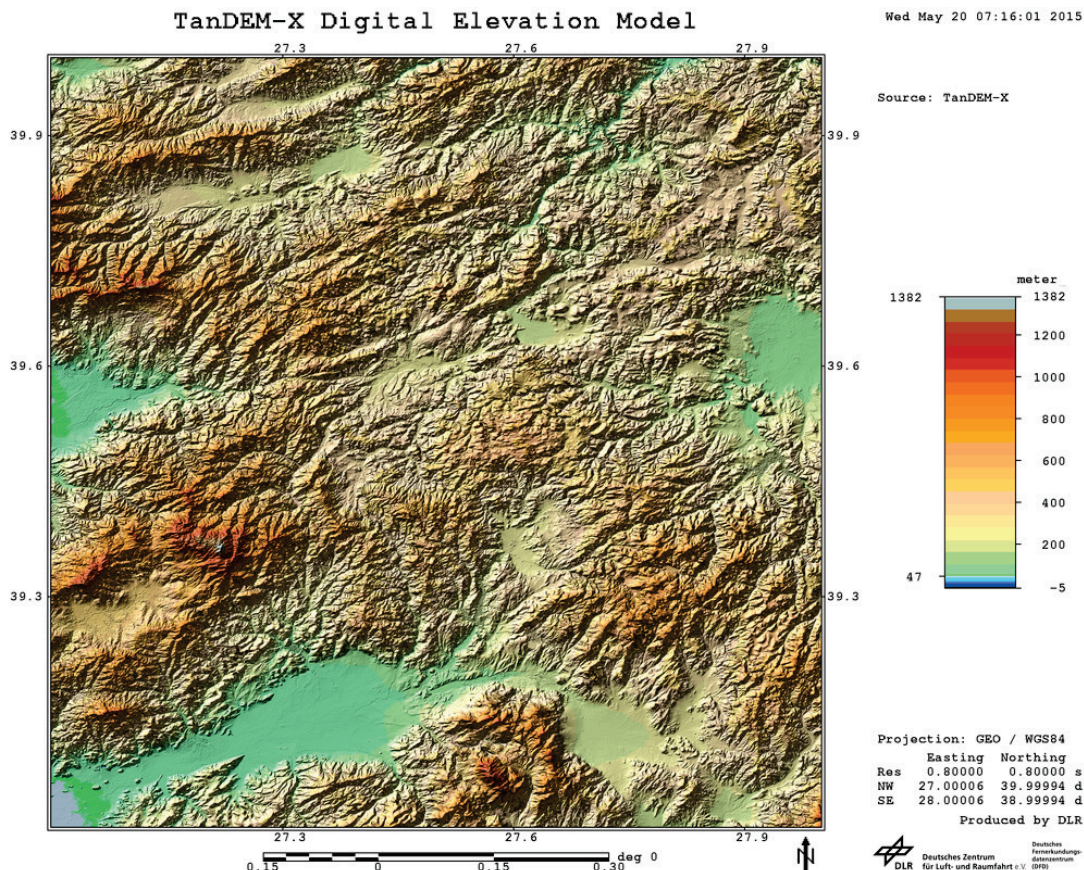 TanDEM-X Digital Elevation Model
Wed May 20 07:16:01 2015
27.3 27.6 27.9
Source: TanDEM-X
39.9 39.9
meter
1382 1382
1200
39.6 39.6
1000
800
600
400
200
47 -5
39.3 39.3
Projection: GEO / WGS84
Easting Northing
Res 0.80000 0.80000 s
NW 27.00006 39.99994 d
SE 28.00006 38.99994 d
Produced by DLR
27.3 27.6 27.9
0.15 0 0.15 0.30 deg 0
N
DLR
Deutsches Zentrum
für Luft- und Raumfahrt e.V.
Deutsches
Fernerkundungs-
datenzentrum
(DFD)